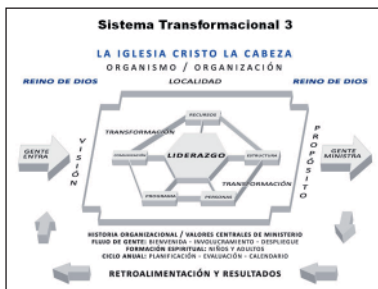 Sistema Transformacional 3
LA IGLESIA CRISTO LA CABEZA
ORGANISMO / ORGANIZACIÓN
REINO DE DIOS
LOCALIDAD
REINO DE DIOS
RECURSOS
TRANSFORMACIÓN
GENTE
ENTRA
VISIÓN
COMUNICACIÓN
LIDERAZGO
ESTRUCTURA
PROPÓSITO
GENTE
MINISTRA
TRANSFORMACIÓN
PROGRAMA
PERSONAS
HISTORIA ORGANIZACIONAL / VALORES CENTRALES DE MINISTERIO
FLUJO DE GENTE: BIENVENIDA - INVOLUCRAMIENTO - DESPLIEGUE
FORMACIÓN ESPIRITUAL: NIÑOS Y ADULTOS
CICLO ANUAL: PLANIFICACIÓN - EVALUACIÓN - CALENDARIO
RETROALIMENTACIÓN Y RESULTADOS